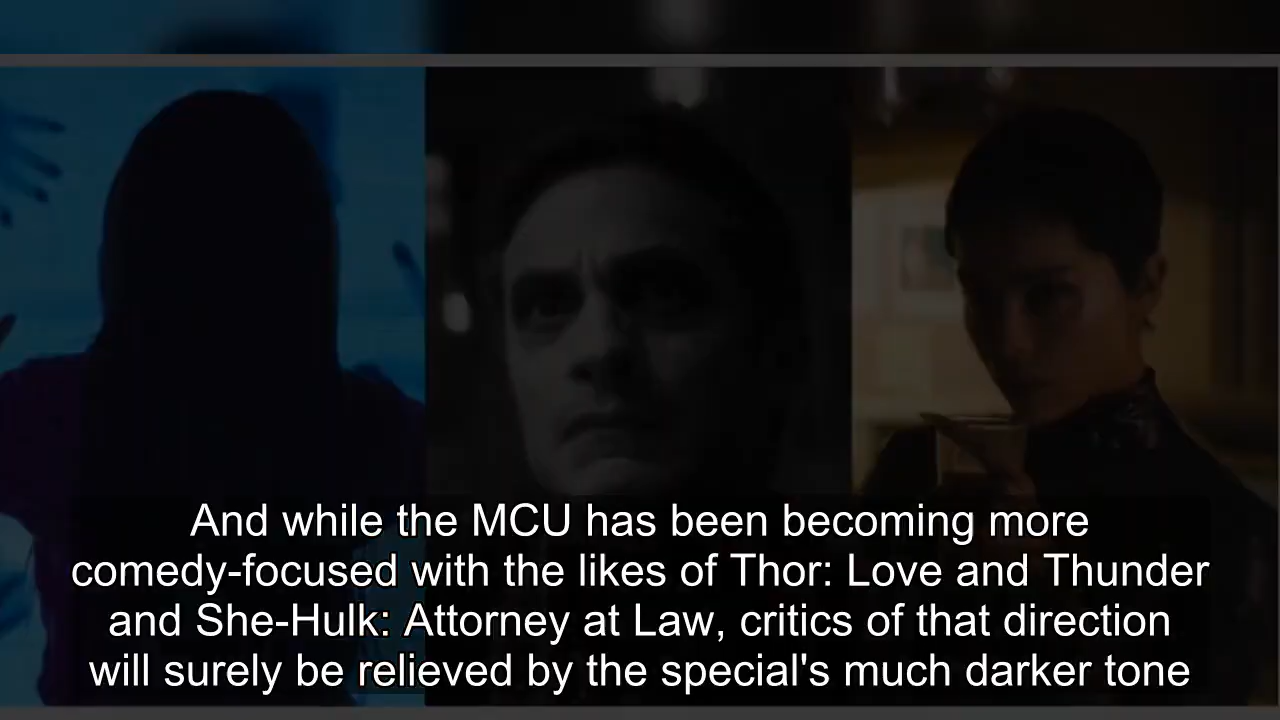 And while the MCU has been becoming more
comedy-focused with the likes of Thor: Love and Thunder
and She-Hulk: Attorney at Law, critics of that direction
will surely be relieved by the special's much darker tone